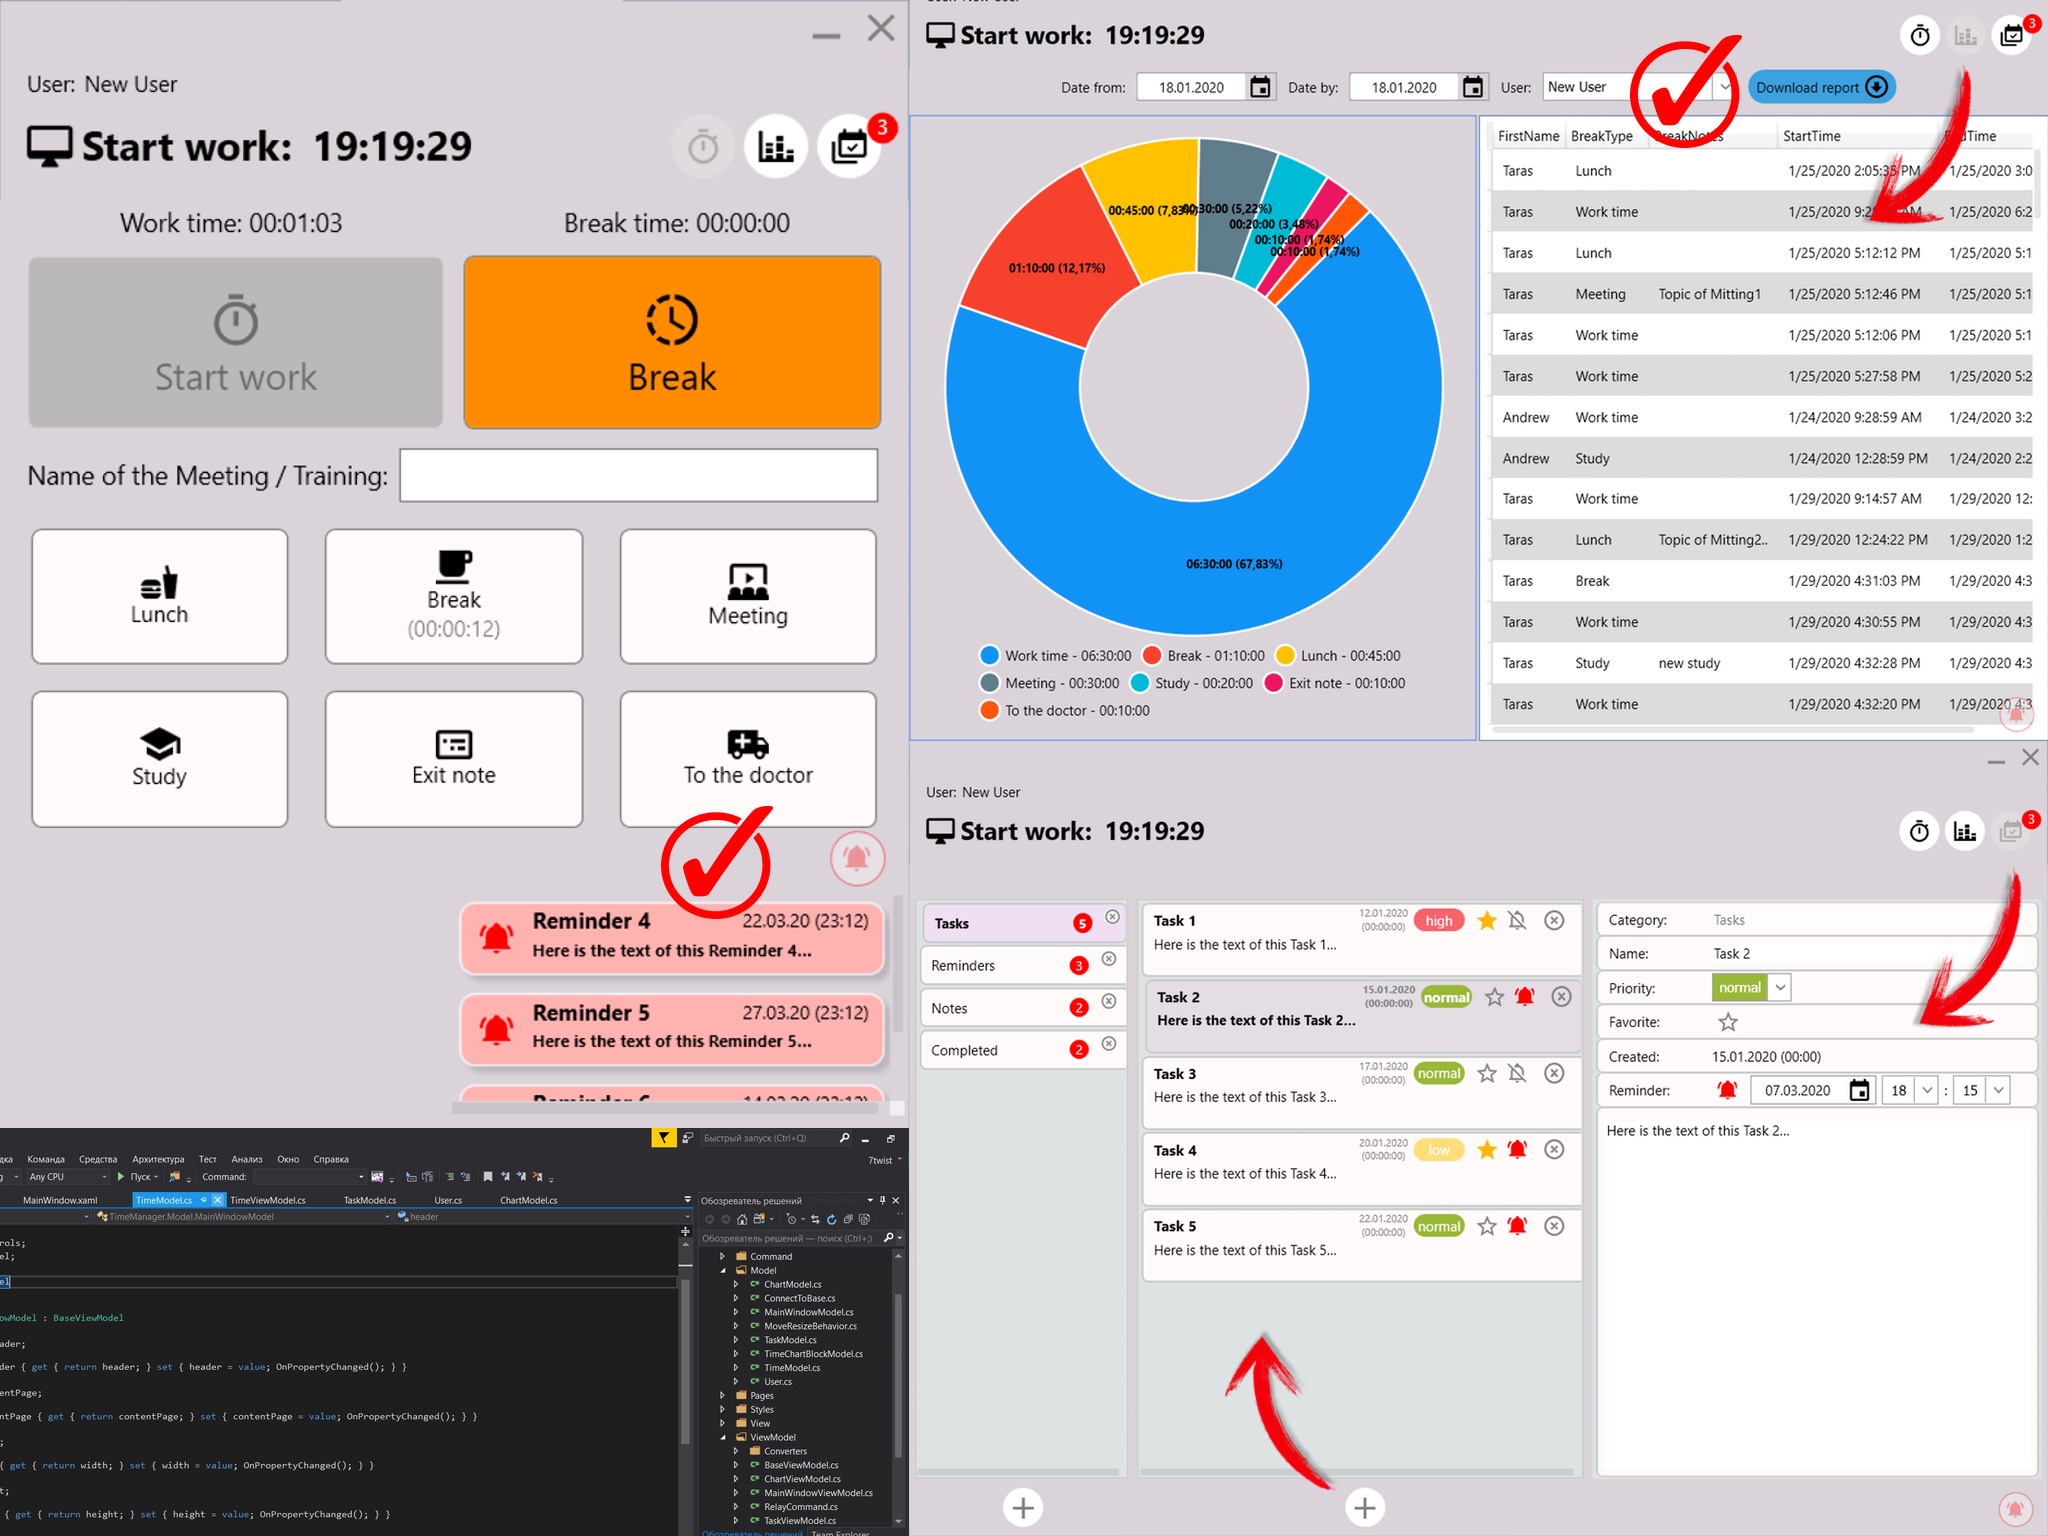 User: New User
Start work: 19:19:29
3
Work time: 00:01:03
Break time: 00:00:00
Start work
Break
Name of the Meeting / Training:
Lunch
Break
(00:00:12)
Meeting
Study
Exit note
To the doctor
Reminder 4
22.03.20 (23:12)
Here is the text of this Reminder 4...
Reminder 5
27.03.20 (23:12)
Here is the text of this Reminder 5...
Start work: 19:19:29
3
Date from: 18.01.2020
Date by: 18.01.2020
User: New User
Download report
00:45:00 (7,83%)
00:30:00 (5,22%)
00:20:00 (3,48%)
00:10:00 (1,74%)
00:10:00 (1,74%)
01:10:00 (12,17%)
06:30:00 (67,83%)
Work time - 06:30:00
Break - 01:10:00
Lunch - 00:45:00
Meeting - 00:30:00
Study - 00:20:00
Exit note - 00:10:00
To the doctor - 00:10:00
FirstName BreakType BreakNotes StartTime
Taras Lunch 1/25/2020 2:05:35 PM 1/25/2020 3:0
Taras Work time 1/25/2020 AM 1/25/2020 6:2
Taras Lunch 1/25/2020 5:12:12 PM 1/25/2020 5:1
Taras Meeting Topic of Mitting1 1/25/2020 5:12:46 PM 1/25/2020 5:1
Taras Work time 1/25/2020 5:12:06 PM 1/25/2020 5:1
Taras Work time 1/25/2020 5:27:58 PM 1/25/2020 5:2
Andrew Work time 1/24/2020 9:28:59 AM 1/24/2020 3:2
Andrew Study 1/24/2020 12:28:59 PM 1/24/2020 2:2
Taras Work time 1/29/2020 9:14:57 AM 1/29/2020 12:
Taras Lunch Topic of Mitting2.. 1/29/2020 12:24:22 PM 1/29/2020 1:2
Taras Break 1/29/2020 4:31:03 PM 1/29/2020 4:3
Taras Work time 1/29/2020 4:30:55 PM 1/29/2020 4:3
Taras Study new study 1/29/2020 4:32:28 PM 1/29/2020 4:3
Taras Work time 1/29/2020 4:32:20 PM 1/29/2020 4:3
User: New User
Start work: 19:19:29
3
Tasks 5
Reminders 3
Notes 2
Completed 2
Task 1
12.01.2020
(00:00:00)
high
Here is the text of this Task 1...
Task 2
15.01.2020
(00:00:00)
normal
Here is the text of this Task 2...
Task 3
17.01.2020
(00:00:00)
normal
Here is the text of this Task 3...
Task 4
20.01.2020
(00:00:00)
low
Here is the text of this Task 4...
Task 5
22.01.2020
(00:00:00)
normal
Here is the text of this Task 5...
Category: Tasks
Name: Task 2
Priority: normal
Favorite:
Created: 15.01.2020 (00:00)
Reminder: 07.03.2020 18 : 15
Here is the text of this Task 2...
Быстрый запуск (Ctrl+Q)
дка Команда Средства Архитектура Тест Анализ Окно Справка
7twist
Any CPU Пуск Command:
MainWindow.xaml TimeModel.cs TimeViewModel.cs TaskModel.cs User.cs ChartModel.cs
TimeManager.Model.MainWindowModel header
rols;
el;
el
owModel : BaseViewModel
ader;
der { get { return header; } set { header = value; OnPropertyChanged(); } }
entPage;
ntPage { get { return contentPage; } set { contentPage = value; OnPropertyChanged(); } }
;
{ get { return width; } set { width = value; OnPropertyChanged(); } }
t;
{ get { return height; } set { height = value; OnPropertyChanged(); } }
Обозреватель решений
Обозреватель решений — поиск (Ctrl+;)
Command
Model
ChartModel.cs
ConnectToBase.cs
MainWindowModel.cs
MoveResizeBehavior.cs
TaskModel.cs
TimeChartBlockModel.cs
TimeModel.cs
User.cs
Pages
Styles
View
ViewModel
Converters
BaseViewModel.cs
ChartViewModel.cs
MainWindowViewModel.cs
RelayCommand.cs
TaskViewModel.cs
Обозреватель решений Team Explorer